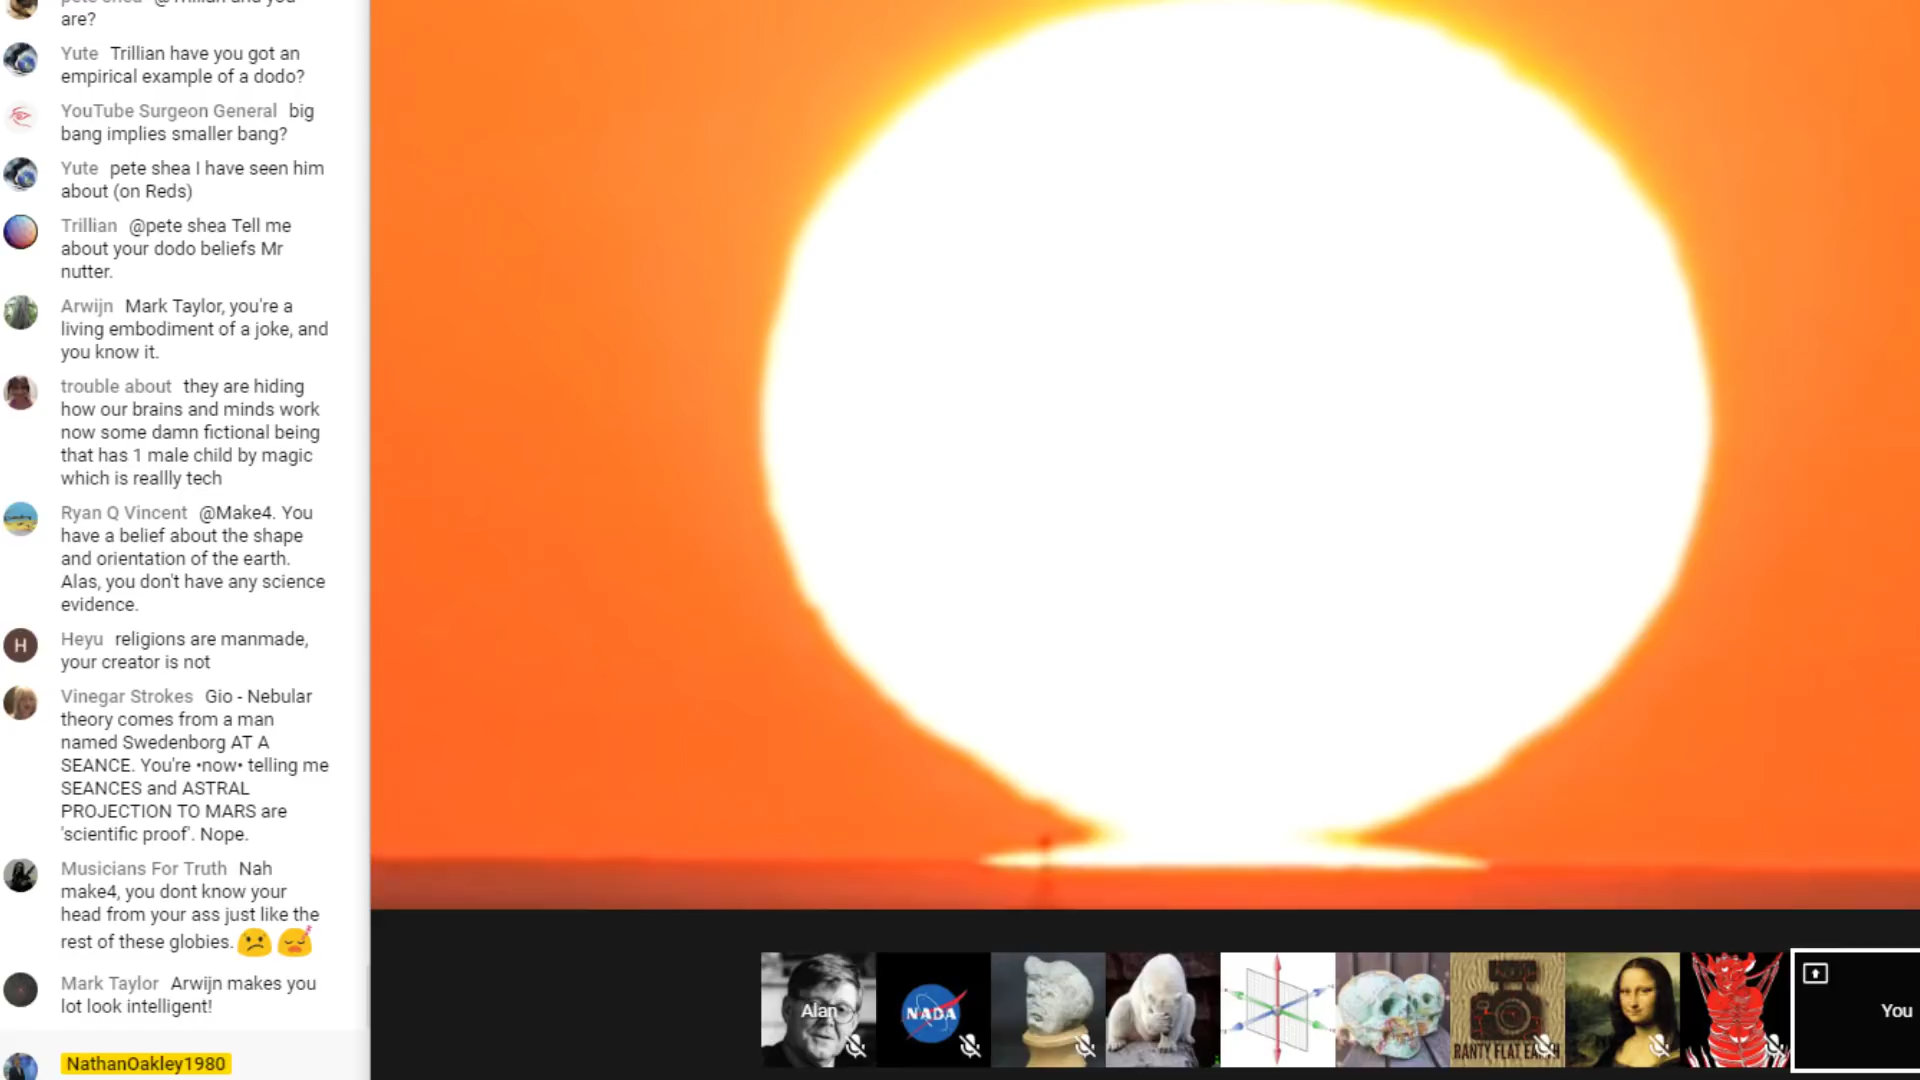 pete shea @Trillian and you
are?
Yute Trillian have you got an
empirical example of a dodo?
YouTube Surgeon General big
bang implies smaller bang?
Yute pete shea I have seen him
about (on Reds)
Trillian @pete shea Tell me
about your dodo beliefs Mr
nutter.
Arwijn Mark Taylor, you're a
living embodiment of a joke, and
you know it.
trouble about they are hiding
how our brains and minds work
now some damn fictional being
that has 1 male child by magic
which is reallly tech
Ryan Q Vincent @Make4. You
have a belief about the shape
and orientation of the earth.
Alas, you don't have any science
evidence.
H
Heyu religions are manmade,
your creator is not
Vinegar Strokes Gio - Nebular
theory comes from a man
named Swedenborg AT A
SEANCE. You're •now• telling me
SEANCES and ASTRAL
PROJECTION TO MARS are
'scientific proof'. Nope.
Musicians For Truth Nah
make4, you dont know your
head from your ass just like the
rest of these globies.
Mark Taylor Arwijn makes you
lot look intelligent!
NathanOakley1980
Alan
NADA
RANTY FLAT EARTH
You